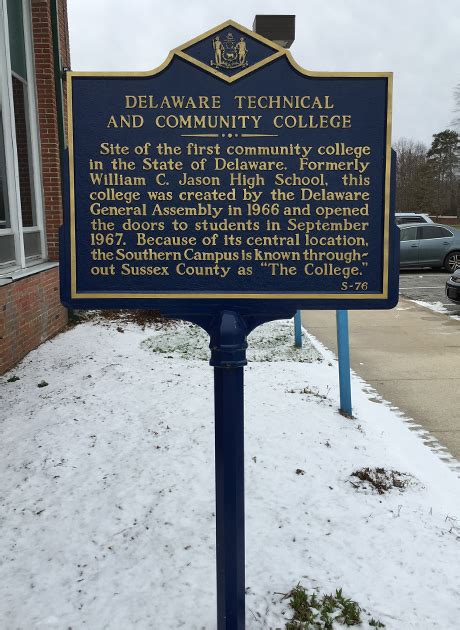 DELAWARE TECHNICAL
AND COMMUNITY COLLEGE
Site of the first community college
in the State of Delaware. Formerly
William C. Jason High School, this
college was created by the Delaware
General Assembly in 1966 and opened
the doors to students in September
1967. Because of its central location,
the Southern Campus is known through-
out Sussex County as "The College."
S-76